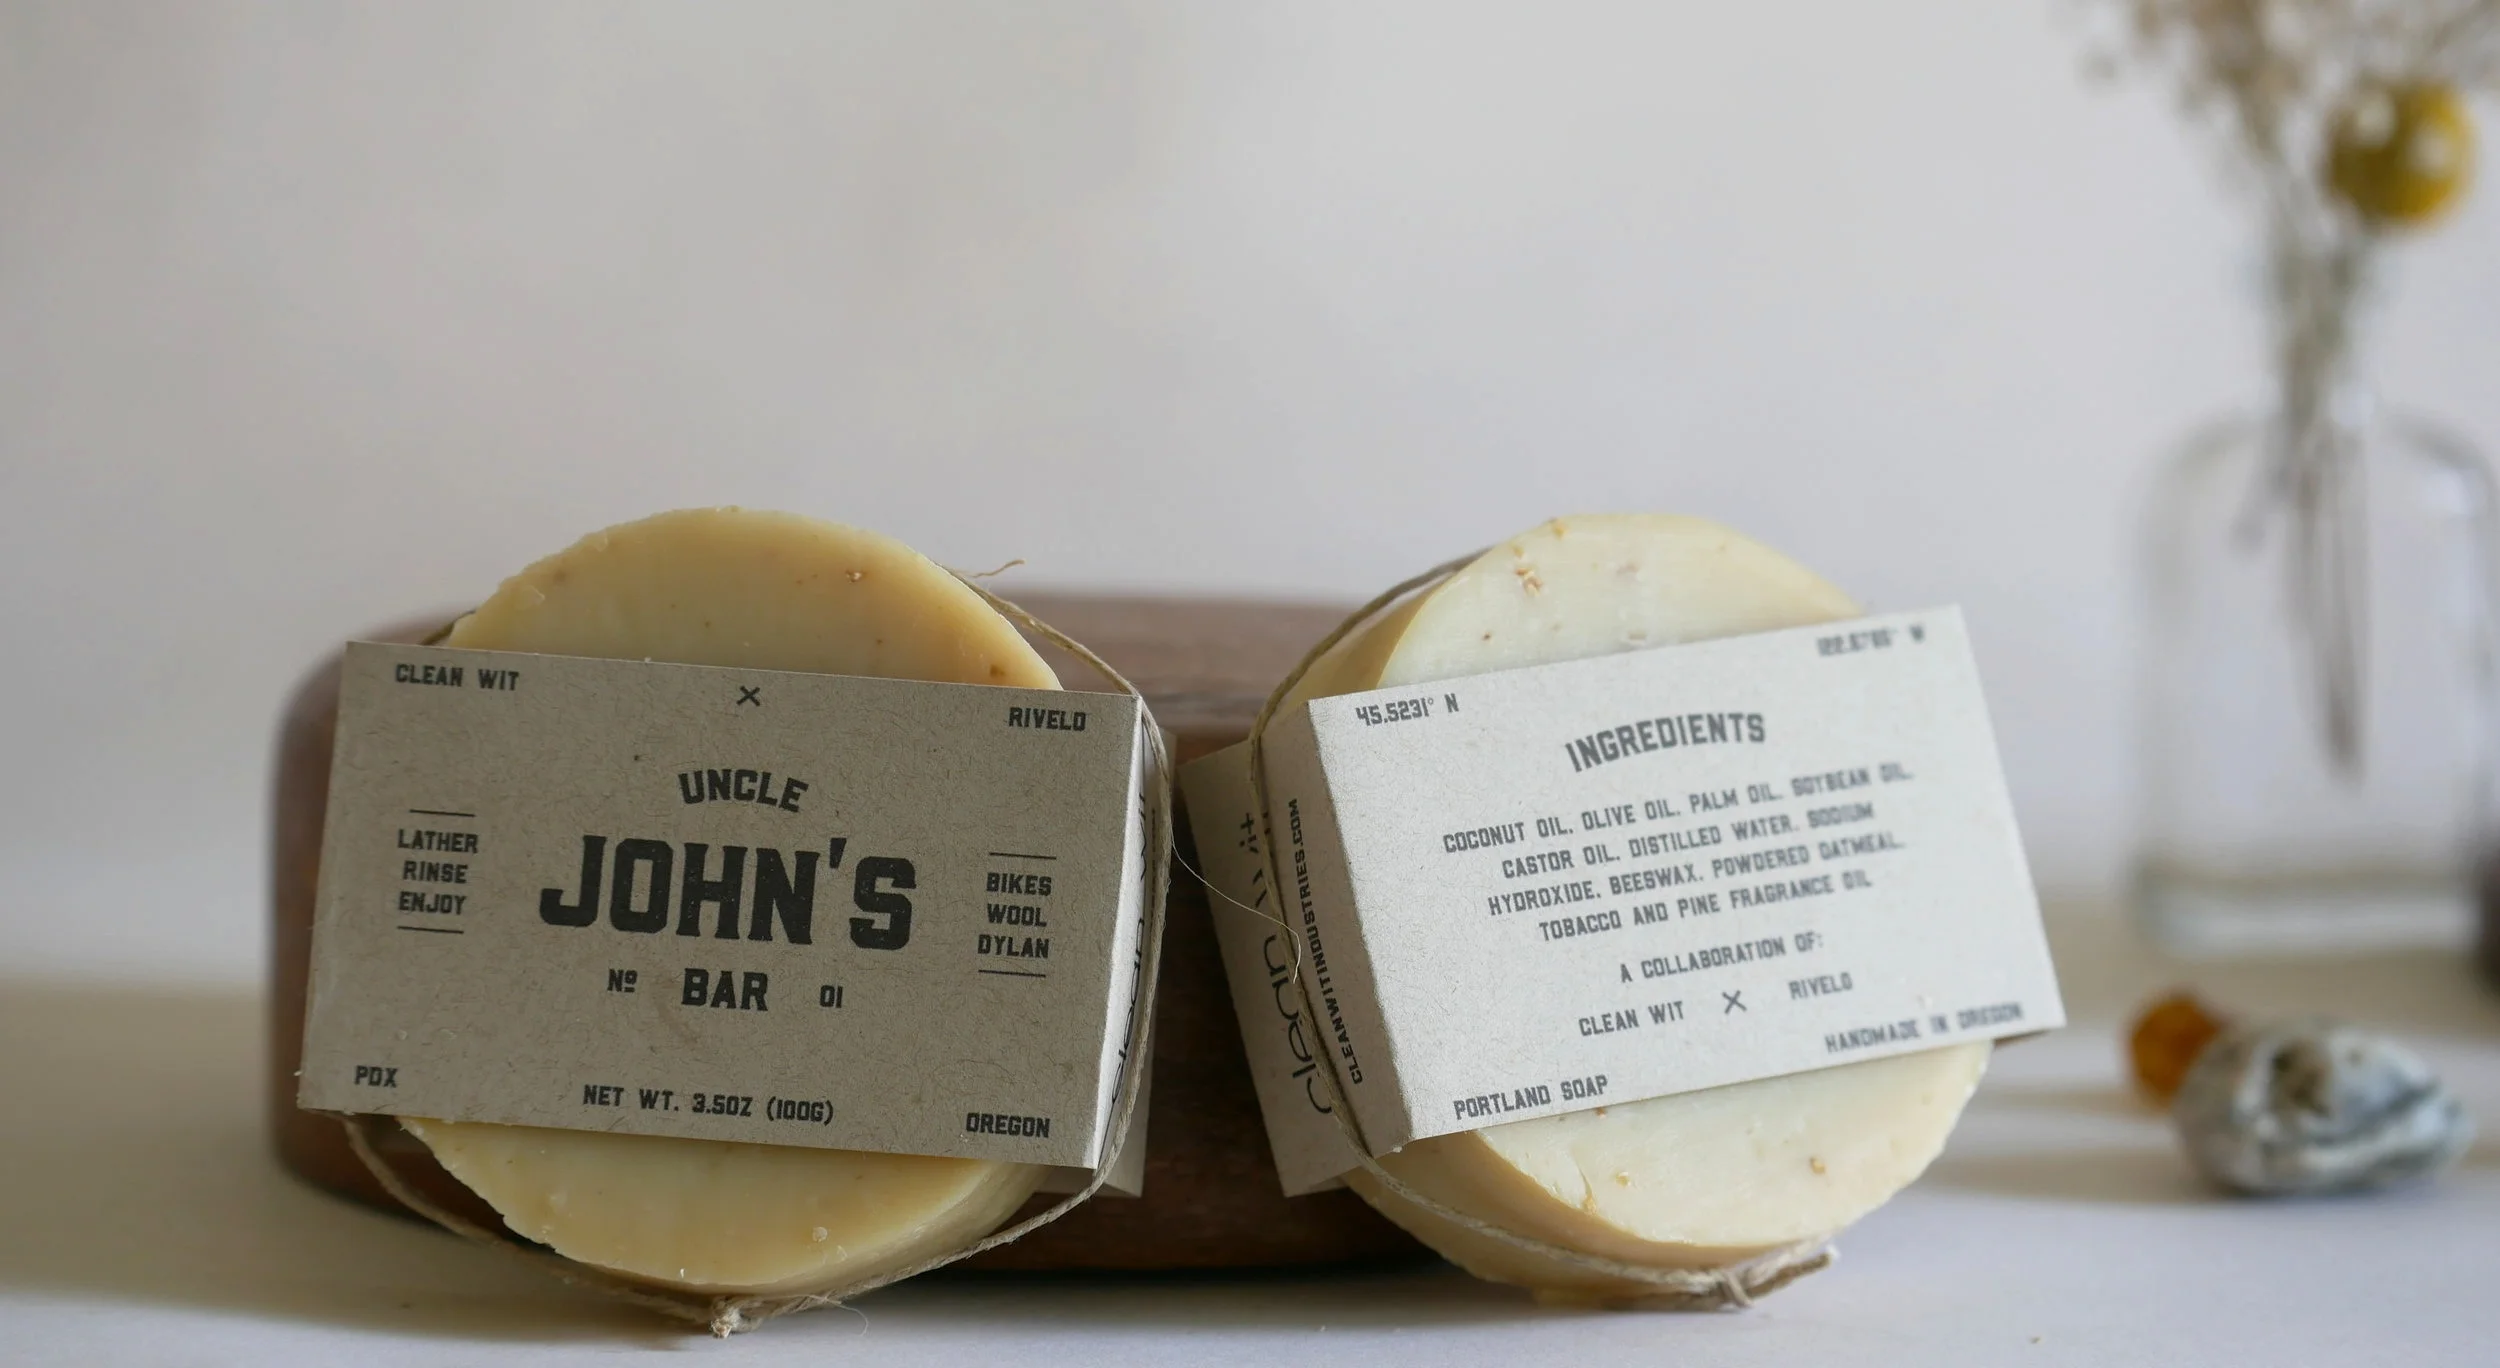 CLEAN WIT × RIVELO
UNCLE
JOHN'S
Nº BAR 01
LATHER
RINSE
ENJOY
BIKES
WOOL
DYLAN
PDX
NET WT. 3.5OZ (100G)
OREGON
45.5231° N
INGREDIENTS
COCONUT OIL. OLIVE OIL. PALM OIL. SOYBEAN OIL.
CASTOR OIL. DISTILLED WATER. SODIUM
HYDROXIDE. BEESWAX. POWDERED OATMEAL.
TOBACCO AND PINE FRAGRANCE OIL
A COLLABORATION OF:
CLEAN WIT × RIVELO
PORTLAND SOAP
HANDMADE IN OREGON
CLEANWITINDUSTRIES.COM
clean